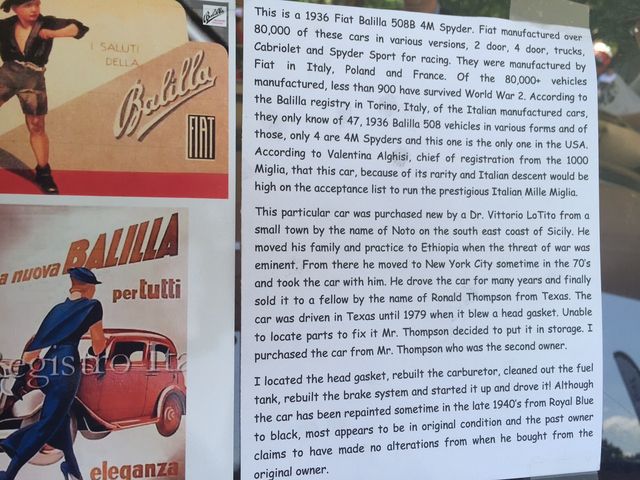 Balilla
I SALUTI
DELLA
Balilla
FIAT
a nuova BALILLA
per tutti
Registro Ita
eleganza
This is a 1936 Fiat Balilla 508B 4M Spyder. Fiat manufactured over
80,000 of these cars in various versions, 2 door, 4 door, trucks,
Cabriolet and Spyder Sport for racing. They were manufactured by
Fiat in Italy, Poland and France. Of the 80,000+ vehicles
manufactured, less than 900 have survived World War 2. According to
the Balilla registry in Torino, Italy, of the Italian manufactured cars,
they only know of 47, 1936 Balilla 508 vehicles in various forms and of
those, only 4 are 4M Spyders and this one is the only one in the USA.
According to Valentina Alghisi, chief of registration from the 1000
Miglia, that this car, because of its rarity and Italian descent would be
high on the acceptance list to run the prestigious Italian Mille Miglia.
This particular car was purchased new by a Dr. Vittorio LoTito from a
small town by the name of Noto on the south east coast of Sicily. He
moved his family and practice to Ethiopia when the threat of war was
eminent. From there he moved to New York City sometime in the 70's
and took the car with him. He drove the car for many years and finally
sold it to a fellow by the name of Ronald Thompson from Texas. The
car was driven in Texas until 1979 when it blew a head gasket. Unable
to locate parts to fix it Mr. Thompson decided to put it in storage. I
purchased the car from Mr. Thompson who was the second owner.
I located the head gasket, rebuilt the carburetor, cleaned out the fuel
tank, rebuilt the brake system and started it up and drove it! Although
the car has been repainted sometime in the late 1940's from Royal Blue
to black, most appears to be in original condition and the past owner
claims to have made no alterations from when he bought from the
original owner.